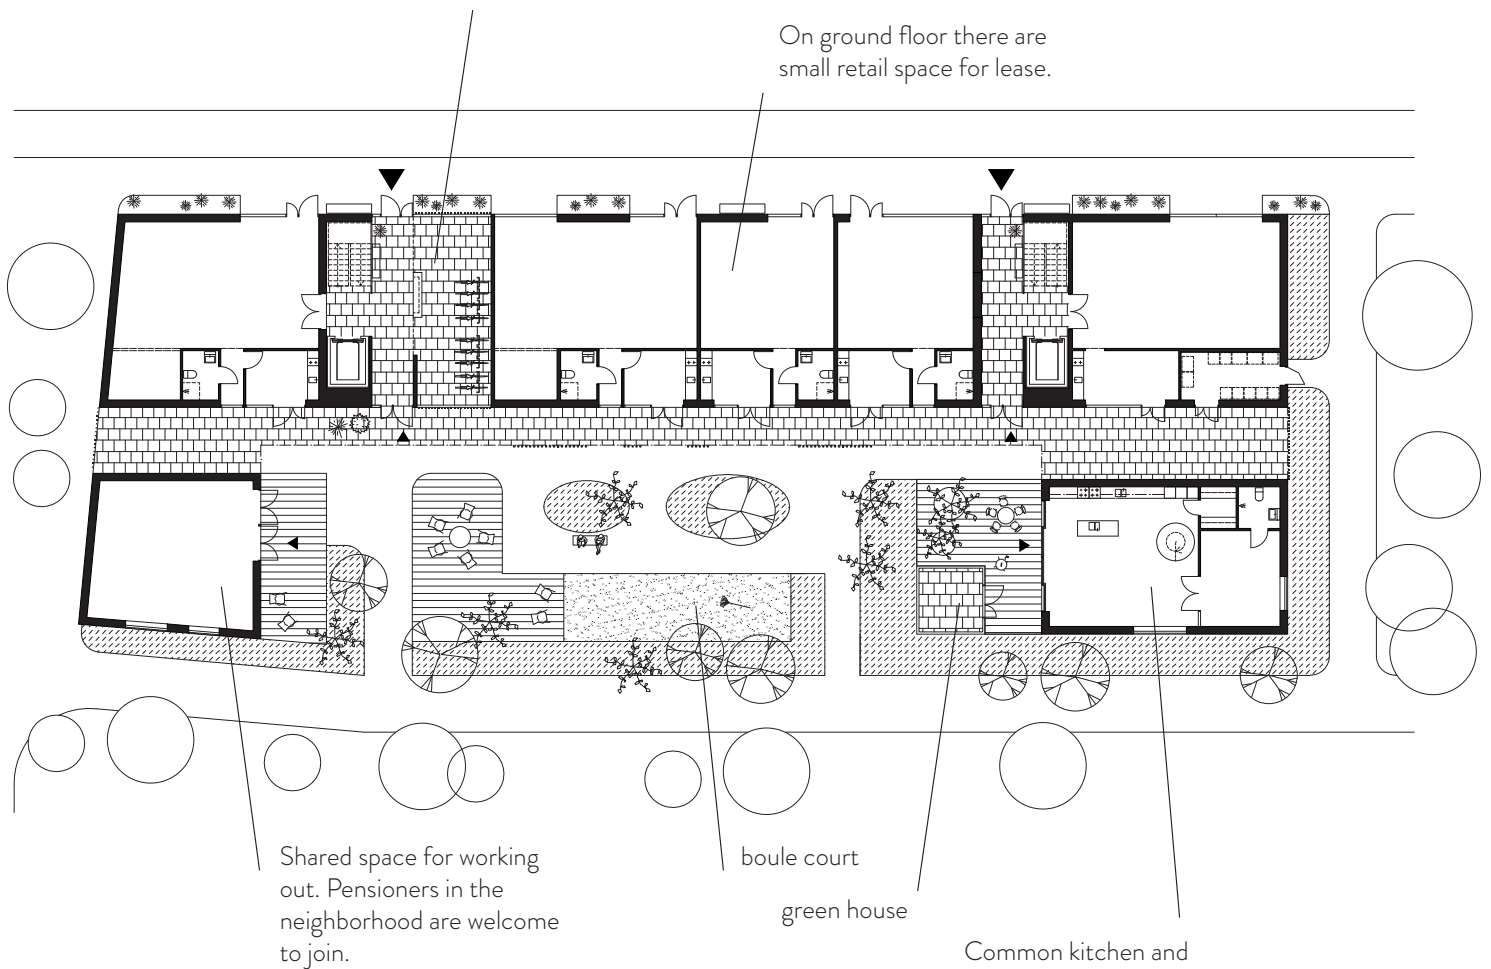 On ground floor there are
small retail space for lease.
Shared space for working
out. Pensioners in the
neighborhood are welcome
to join.
boule court
green house
Common kitchen and